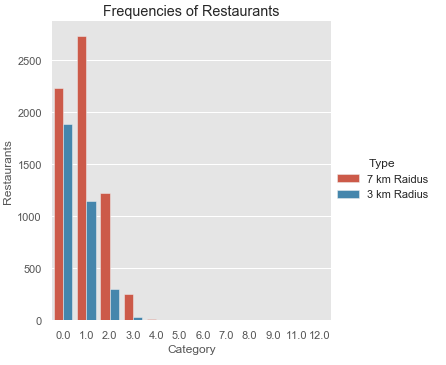 Frequencies of Restaurants
2500
2000
1500
1000
500
0
Restaurants
0.0 1.0 2.0 3.0 4.0 5.0 6.0 7.0 8.0 9.0 11.0 12.0
Category
Type
7 km Raidus
3 km Radius